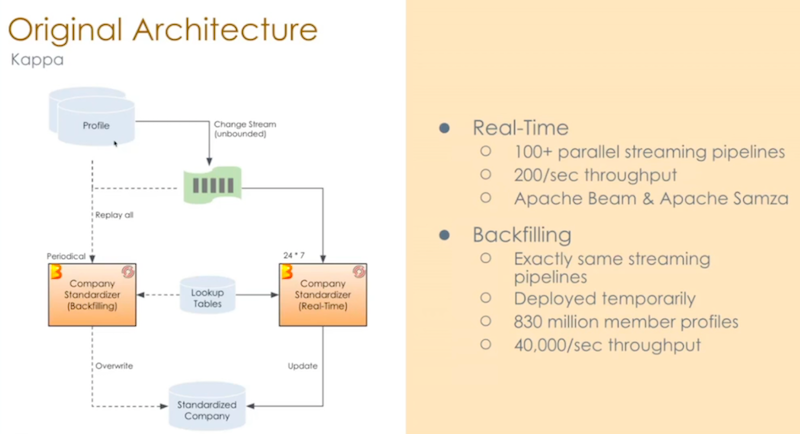 Original Architecture
Kappa
Profile
Change Stream
(unbounded)
Replay all
Periodical
24 * 7
Company
Standardizer
(Backfilling)
Lookup
Tables
Company
Standardizer
(Real-Time)
Overwrite
Update
Standardized
Company
● Real-Time
○ 100+ parallel streaming pipelines
○ 200/sec throughput
○ Apache Beam & Apache Samza
● Backfilling
○ Exactly same streaming
pipelines
○ Deployed temporarily
○ 830 million member profiles
○ 40,000/sec throughput